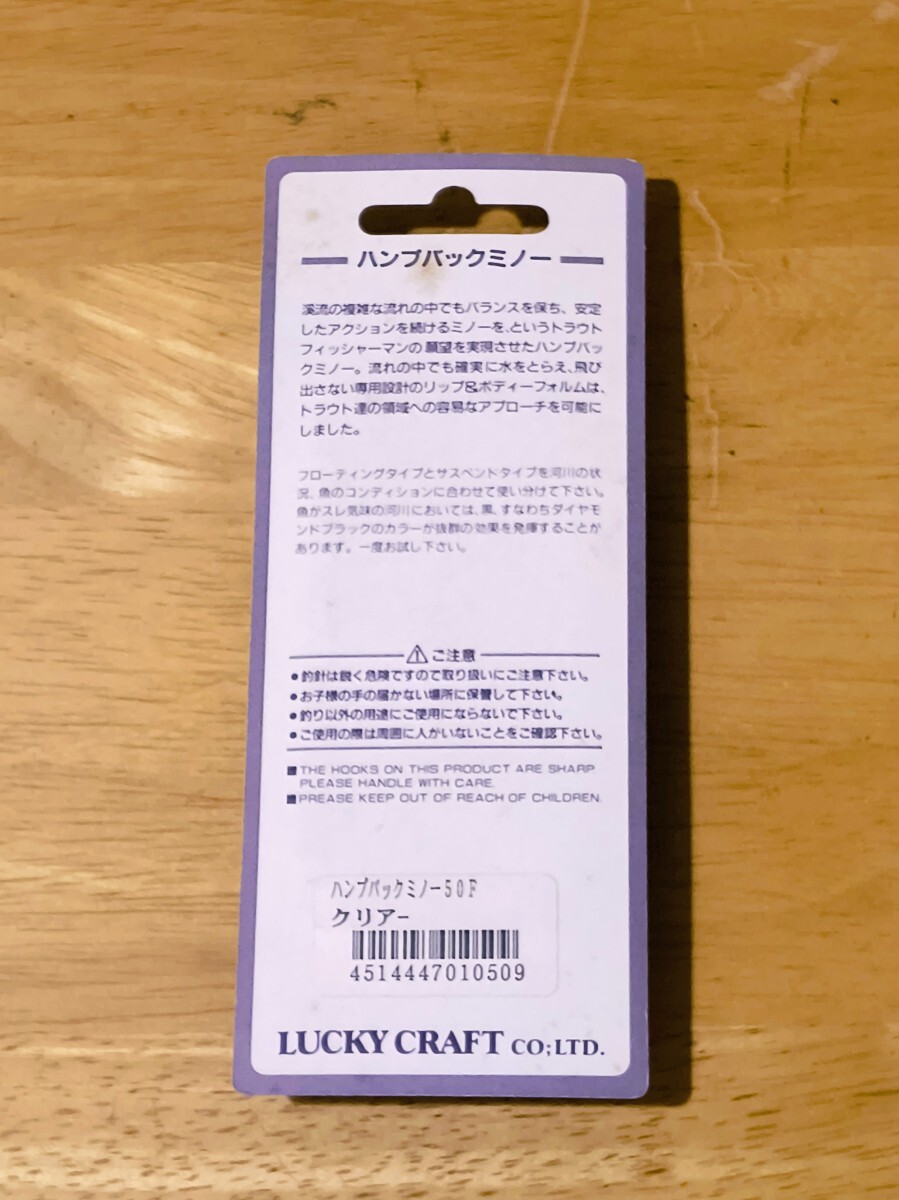 ハンプバックミノー
渓流の複雑な流れの中でもバランスを保ち、安定
したアクションを続けるミノーを、というトラウト
フィッシャーマンの願望を実現させたハンプバッ
クミノー。流れの中でも確実に水をとらえ、飛び
出さない専用設計のリップ&ボディーフォルムは、
トラウト達の領域への容易なアプローチを可能に
しました。
フローティングタイプとサスペンドタイプを河川の状
況、魚のコンディションに合わせて使い分けて下さい。
魚がスレ気味の河川においては、黒、すなわちダイヤモ
ンドブラックのカラーが抜群の効果を発揮することが
あります。一度お試し下さい。
ご注意
●釣針は鋭く危険ですので取り扱いにご注意下さい。
●お子様の手の届かない場所に保管して下さい。
●釣り以外の用途にご使用にならないで下さい。
●ご使用の際は周囲に人がいないことをご確認下さい。
■THE HOOKS ON THIS PRODUCT ARE SHARP
PLEASE HANDLE WITH CARE.
■PREASE KEEP OUT OF REACH OF CHILDREN.
ハンプバックミノー50F
クリアー
4514447010509
LUCKY CRAFT CO;LTD.